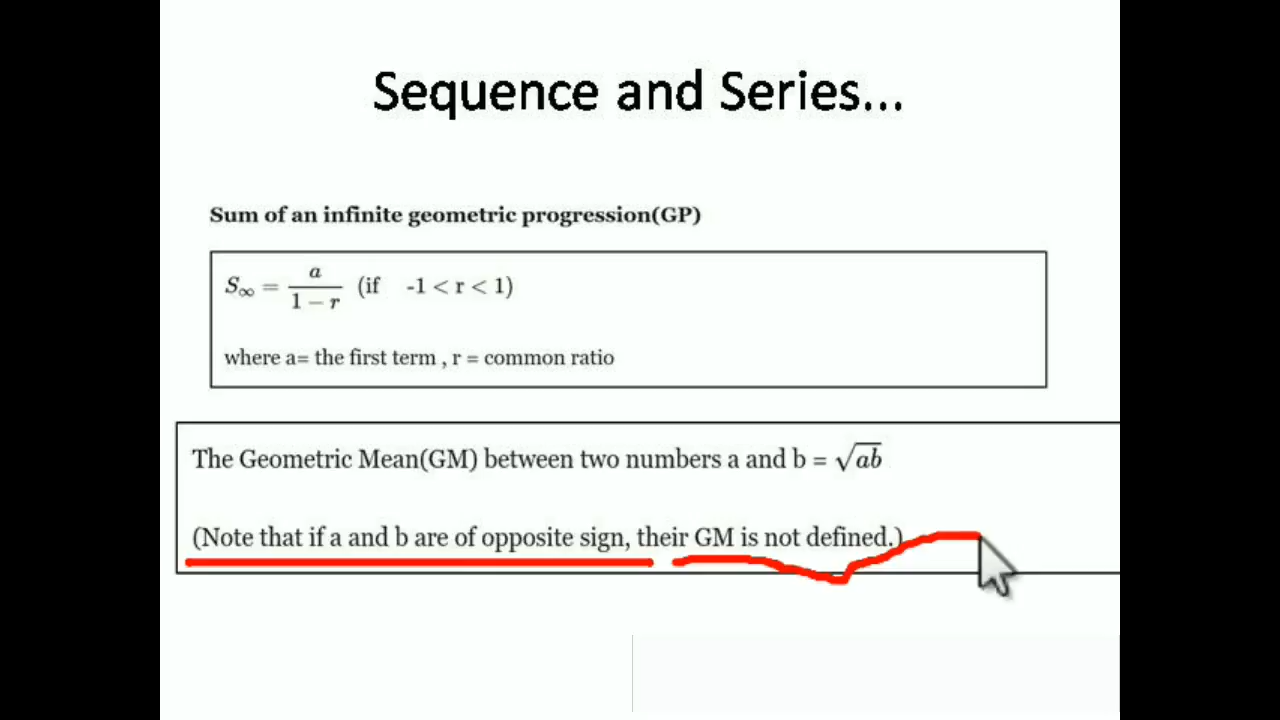 Sequence and Series...
Sum of an infinite geometric progression(GP)
S∞ = a/(1 − r) (if -1 < r < 1)
where a= the first term , r = common ratio
The Geometric Mean(GM) between two numbers a and b = √ab
(Note that if a and b are of opposite sign, their GM is not defined.)